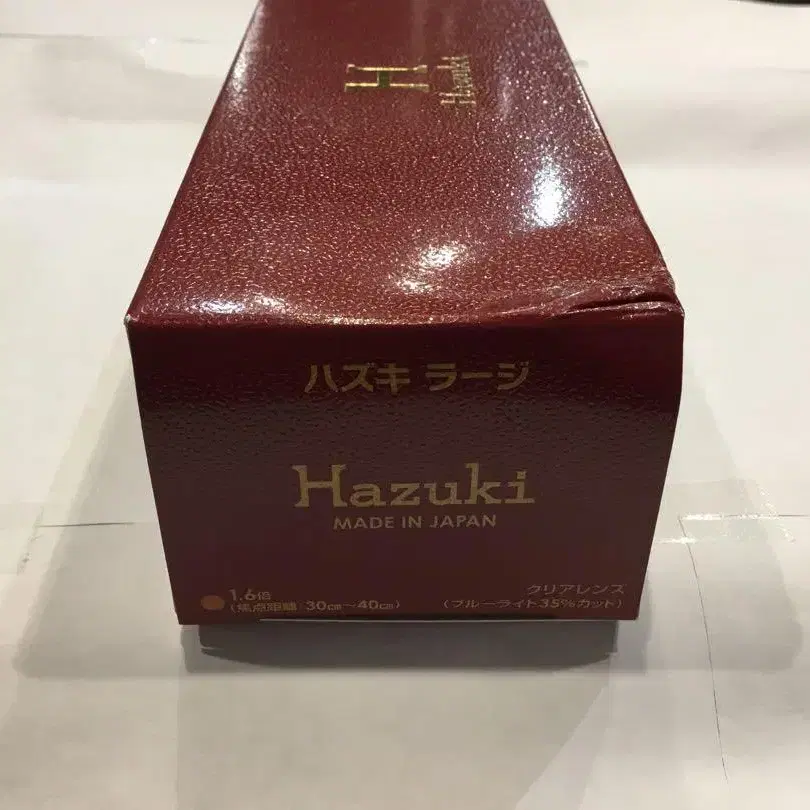 H
Hazuki
ハズキ ラージ
Hazuki
MADE IN JAPAN
1.6倍
(焦点距離 30cm~40cm)
クリアレンズ
(ブルーライト35%カット)